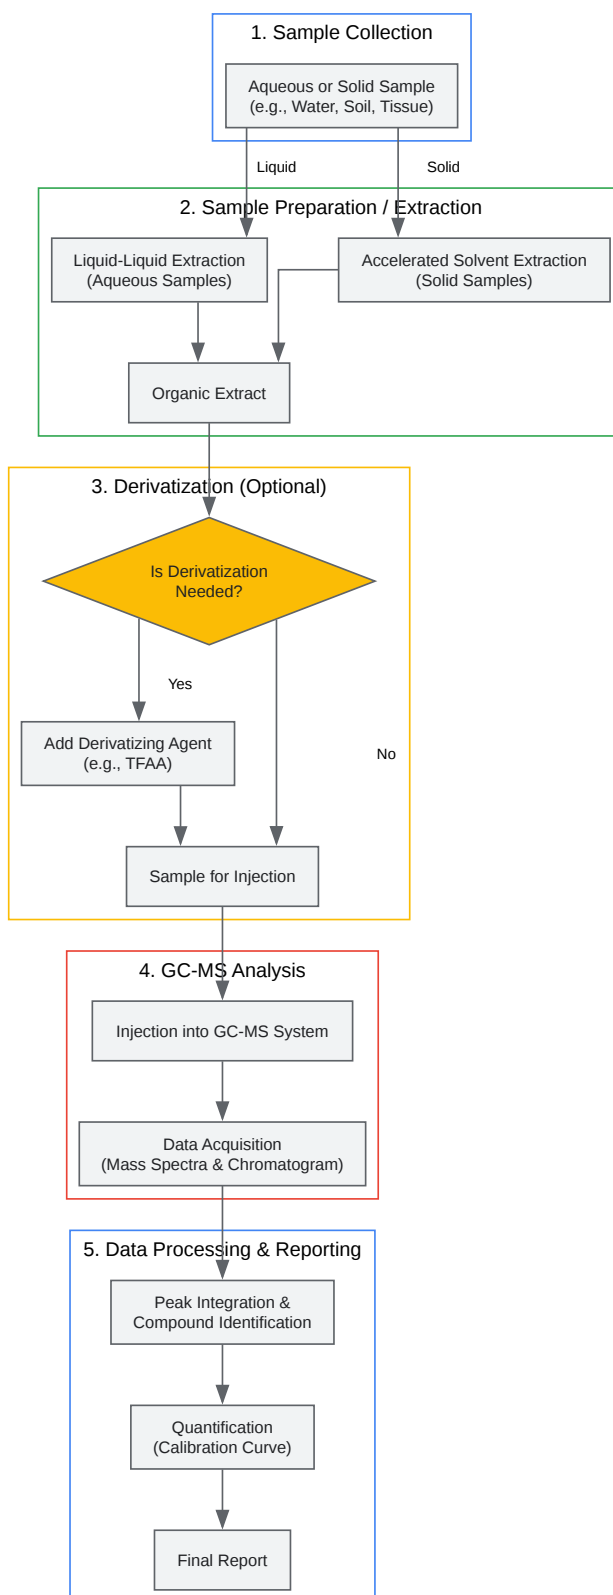 1. Sample Collection
Aqueous or Solid Sample
(e.g., Water, Soil, Tissue)
Liquid
Solid
2. Sample Preparation / Extraction
Liquid-Liquid Extraction
(Aqueous Samples)
Accelerated Solvent Extraction
(Solid Samples)
Organic Extract
3. Derivatization (Optional)
Is Derivatization
Needed?
Yes
Add Derivatizing Agent
(e.g., TFAA)
No
Sample for Injection
4. GC-MS Analysis
Injection into GC-MS System
Data Acquisition
(Mass Spectra & Chromatogram)
5. Data Processing & Reporting
Peak Integration &
Compound Identification
Quantification
(Calibration Curve)
Final Report